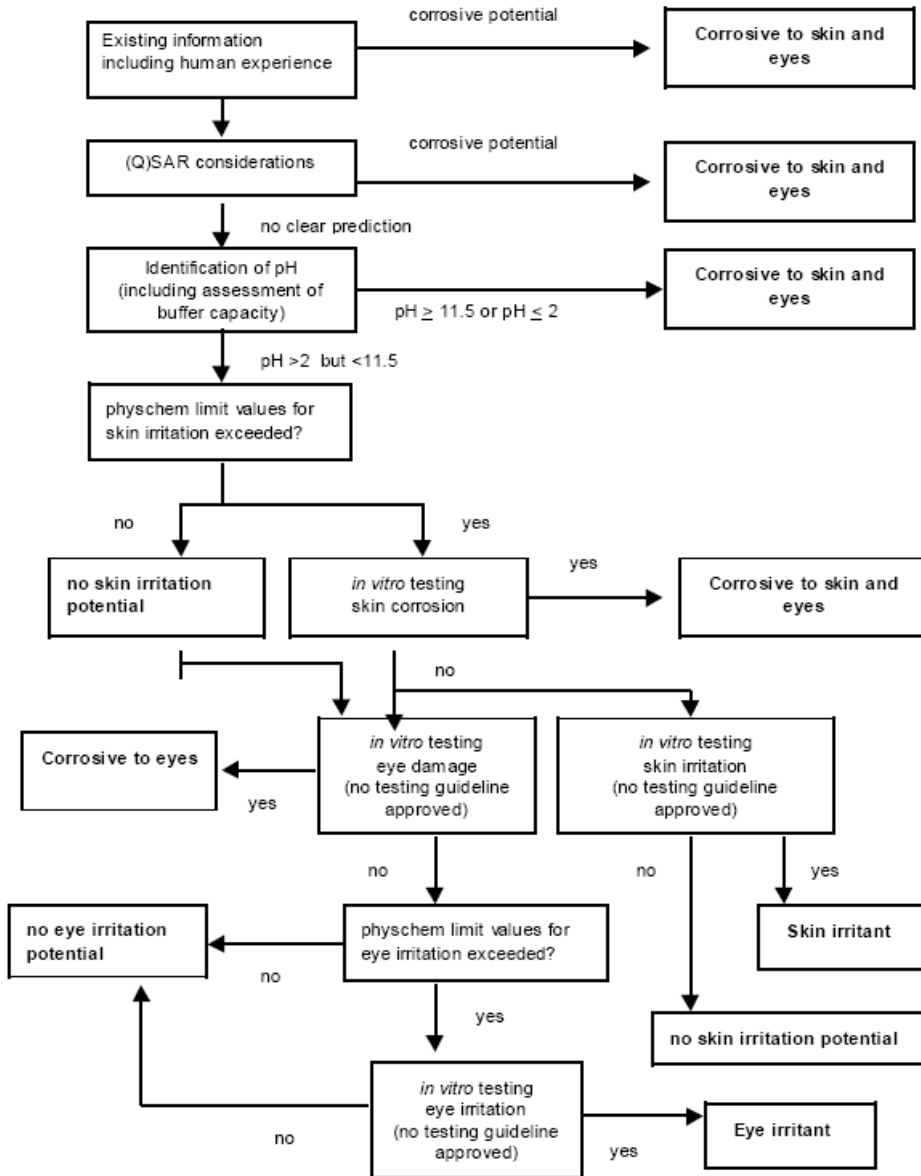 corrosive potential
Existing information
including human experience
Corrosive to skin and
eyes
corrosive potential
(Q)SAR considerations
Corrosive to skin and
eyes
no clear prediction
Identification of pH
(including assessment of
buffer capacity)
Corrosive to skin and
eyes
pH ≥ 11.5 or pH ≤ 2
pH >2 but <11.5
physchem limit values for
skin irritation exceeded?
no
yes
no skin irritation
potential
in vitro testing
skin corrosion
yes
Corrosive to skin and
eyes
no
Corrosive to eyes
yes
in vitro testing
eye damage
(no testing guideline
approved)
in vitro testing
skin irritation
(no testing guideline
approved)
no
no
yes
no eye irritation
potential
no
physchem limit values for
eye irritation exceeded?
Skin irritant
yes
no skin irritation potential
in vitro testing
eye irritation
(no testing guideline
approved)
no
yes
Eye irritant